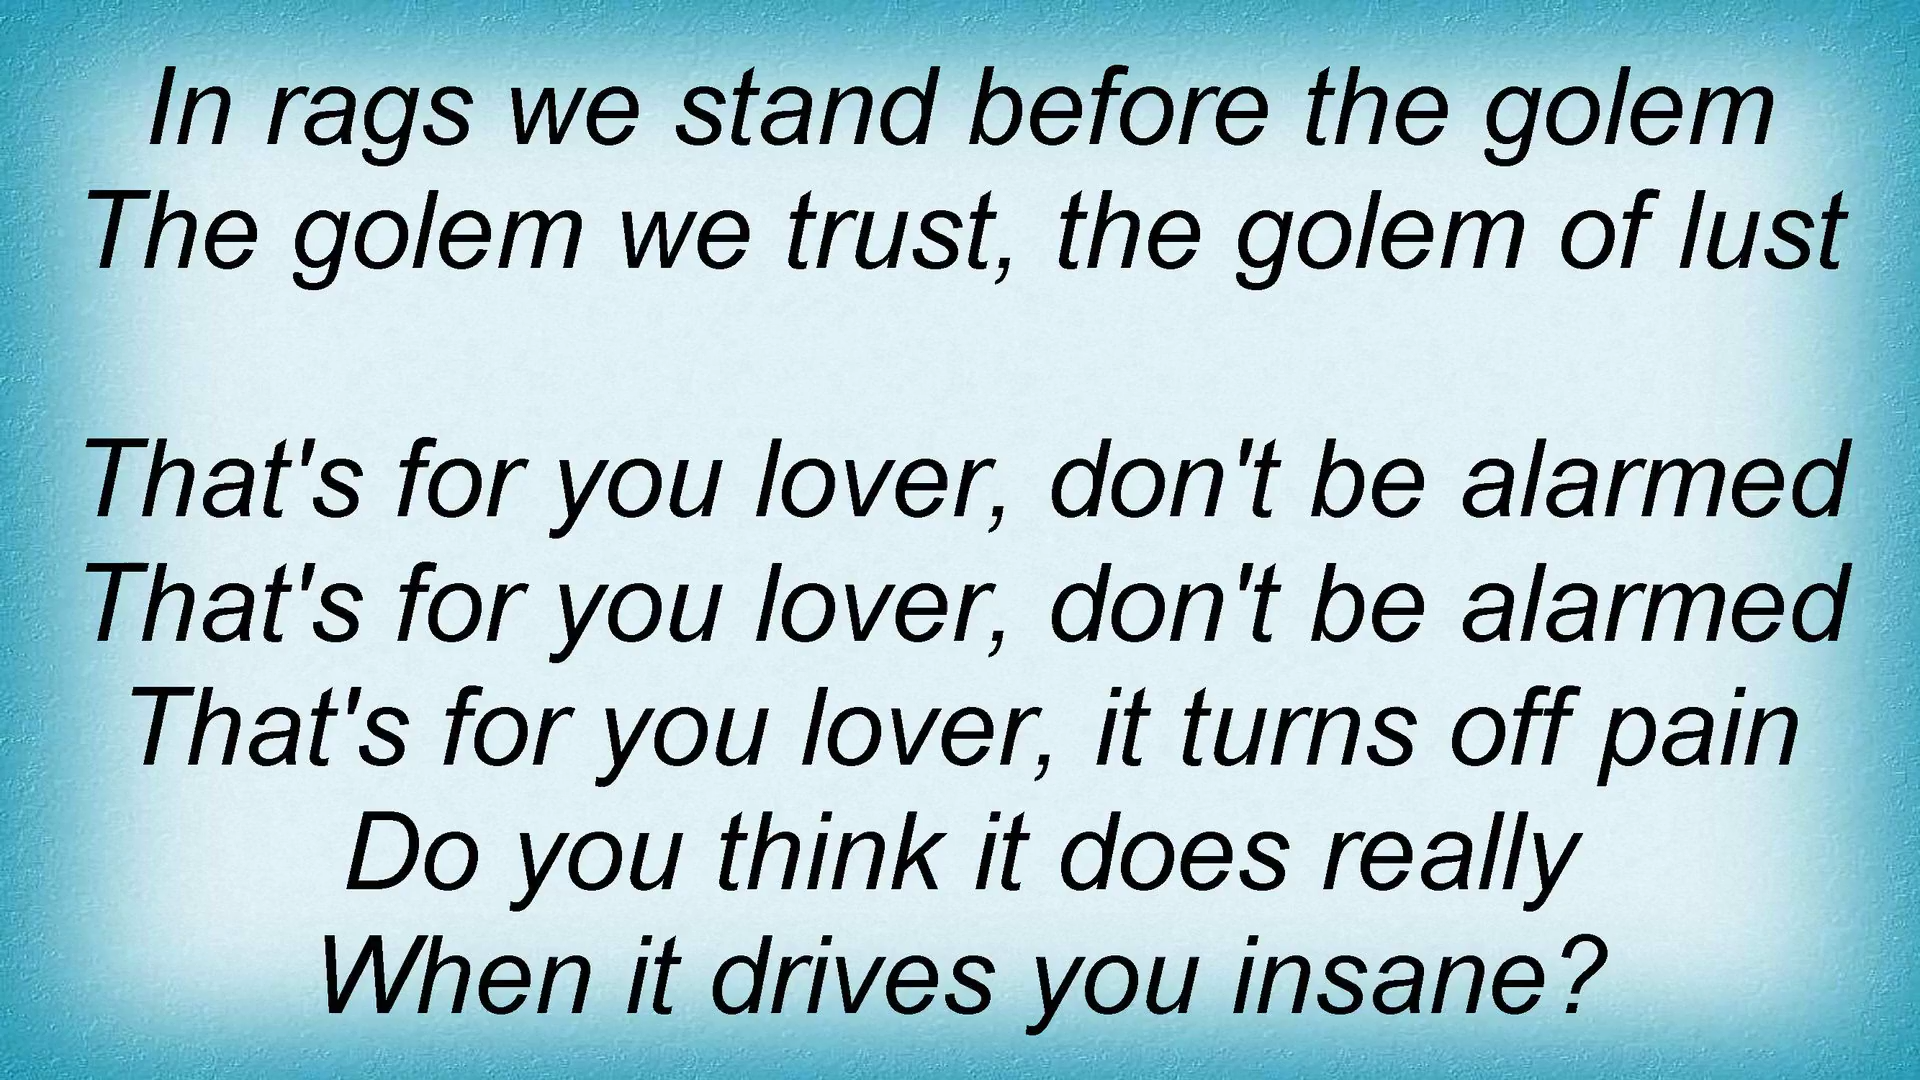 In rags we stand before the golem
The golem we trust, the golem of lust
That's for you lover, don't be alarmed
That's for you lover, don't be alarmed
That's for you lover, it turns off pain
Do you think it does really
When it drives you insane?